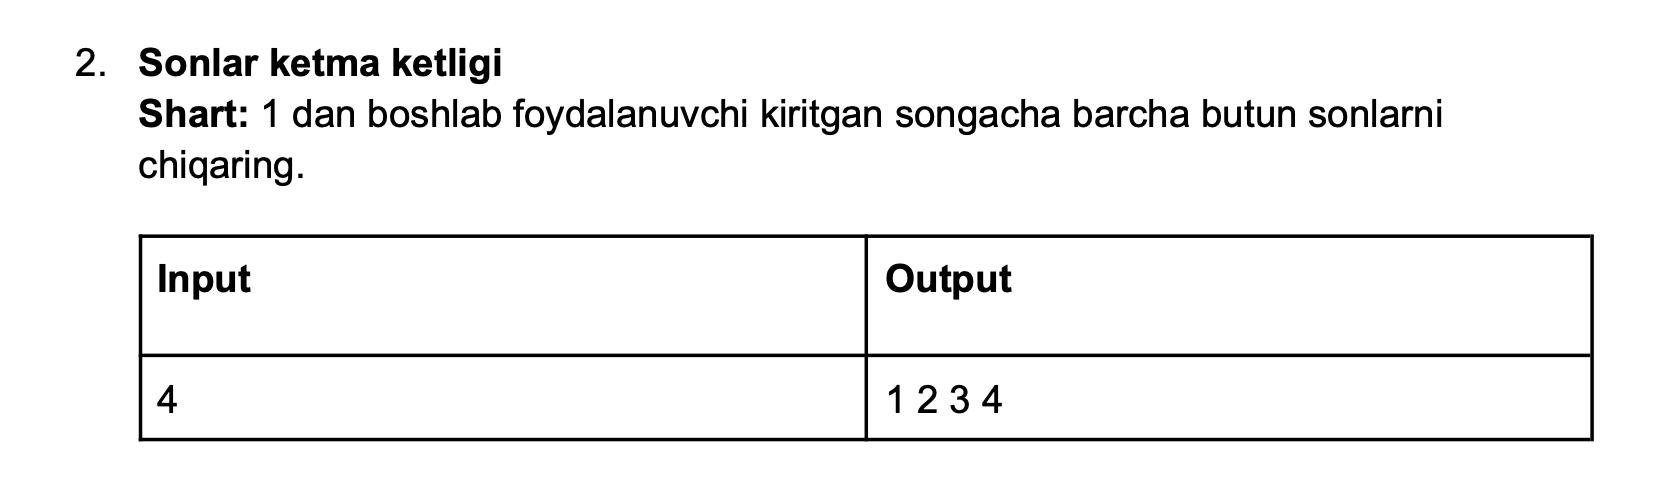 2. Sonlar ketma ketligi
Shart: 1 dan boshlab foydalanuvchi kiritgan songacha barcha butun sonlarni
chiqaring.
Input Output
4 1 2 3 4